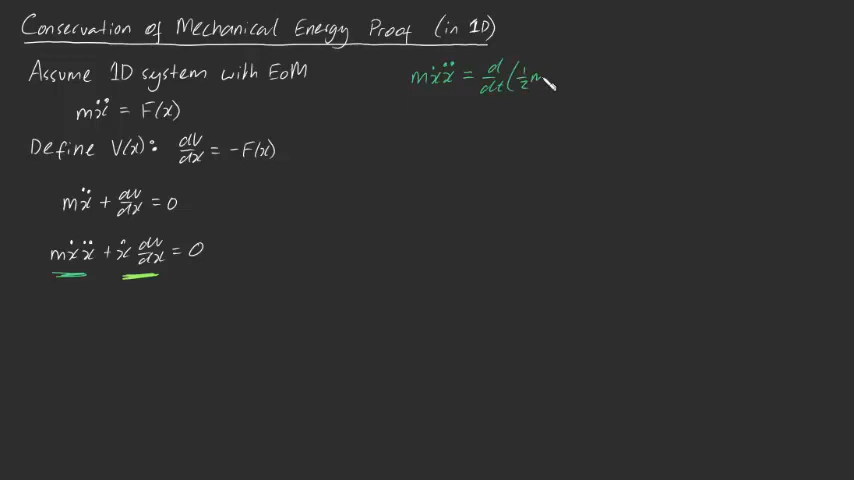 Conservation of Mechanical Energy Proof (in 1D)
Assume 1D system with EoM
mẋẍ = d/dt (1/2 m
mẍ = F(x)
Define V(x): dV/dx = -F(x)
mẍ + dV/dx = 0
mẋẍ + ẋ dV/dx = 0